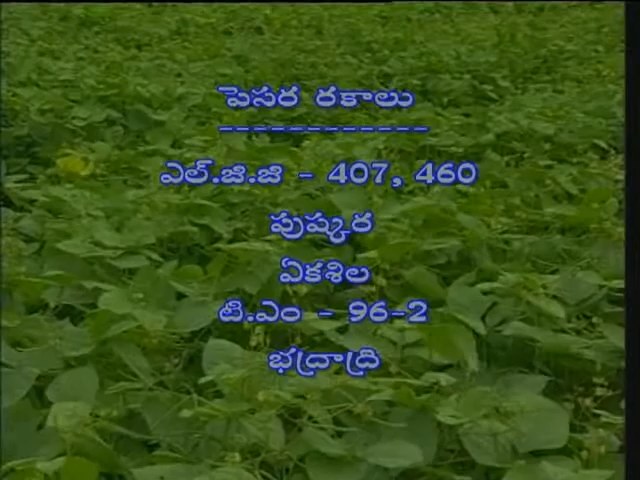 పెసర రకాలు
------------
ఎల్.జి.జి - 407, 460
పుష్కర
ఏకశిల
టి.ఎం - 96-2
భద్రాద్రి